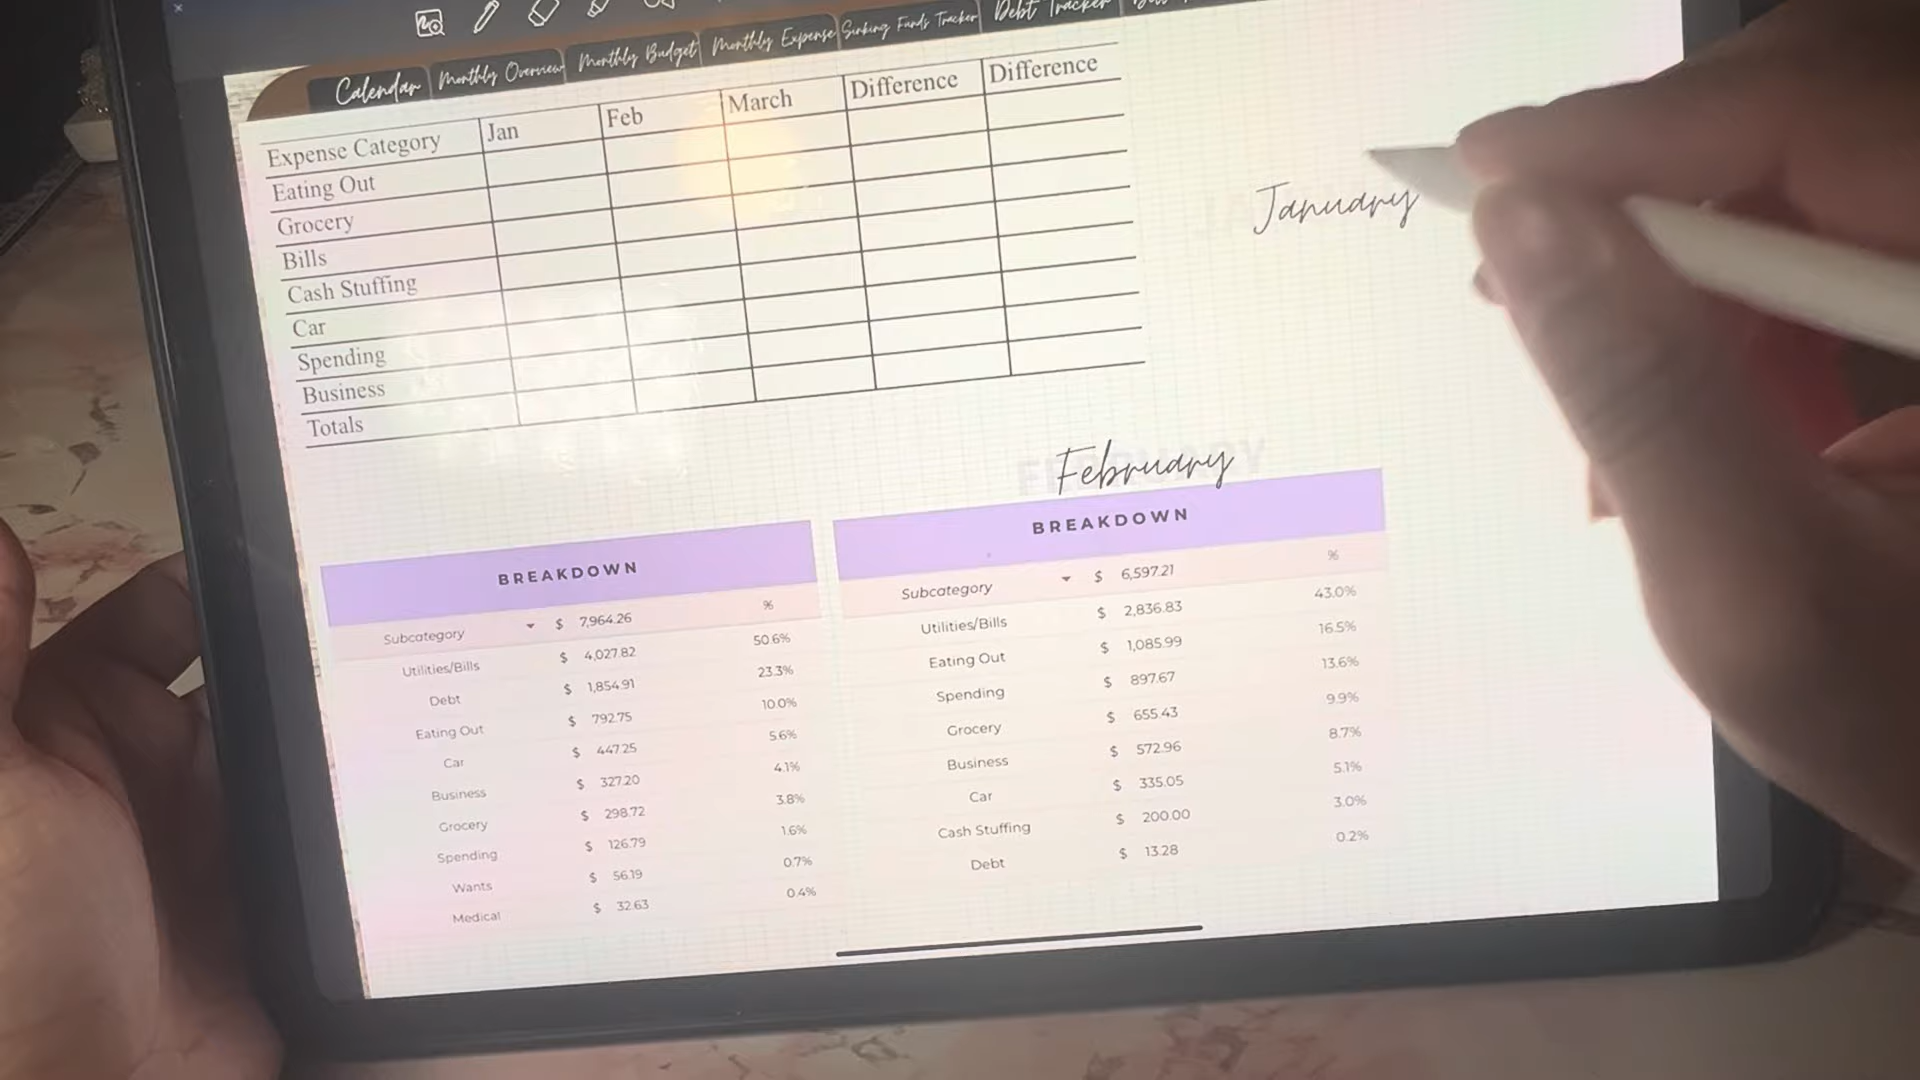 Calendar Monthly Overview Monthly Budget Monthly Expense Sinking Funds Tracker Debt Tracker
Expense Category Jan Feb March Difference Difference
Eating Out
Grocery
Bills
Cash Stuffing
Car
Spending
Business
Totals
January
February
BREAKDOWN
Subcategory $ 7,964.26 %
Utilities/Bills $ 4,027.82 50.6%
Debt $ 1,854.91 23.3%
Eating Out $ 792.75 10.0%
Car $ 447.25 5.6%
Business $ 327.20 4.1%
Grocery $ 298.72 3.8%
Spending $ 126.79 1.6%
Wants $ 56.19 0.7%
Medical $ 32.63 0.4%
BREAKDOWN
Subcategory $ 6,597.21 %
Utilities/Bills $ 2,836.83 43.0%
Eating Out $ 1,085.99 16.5%
Spending $ 897.67 13.6%
Grocery $ 655.43 9.9%
Business $ 572.96 8.7%
Car $ 335.05 5.1%
Cash Stuffing $ 200.00 3.0%
Debt $ 13.28 0.2%